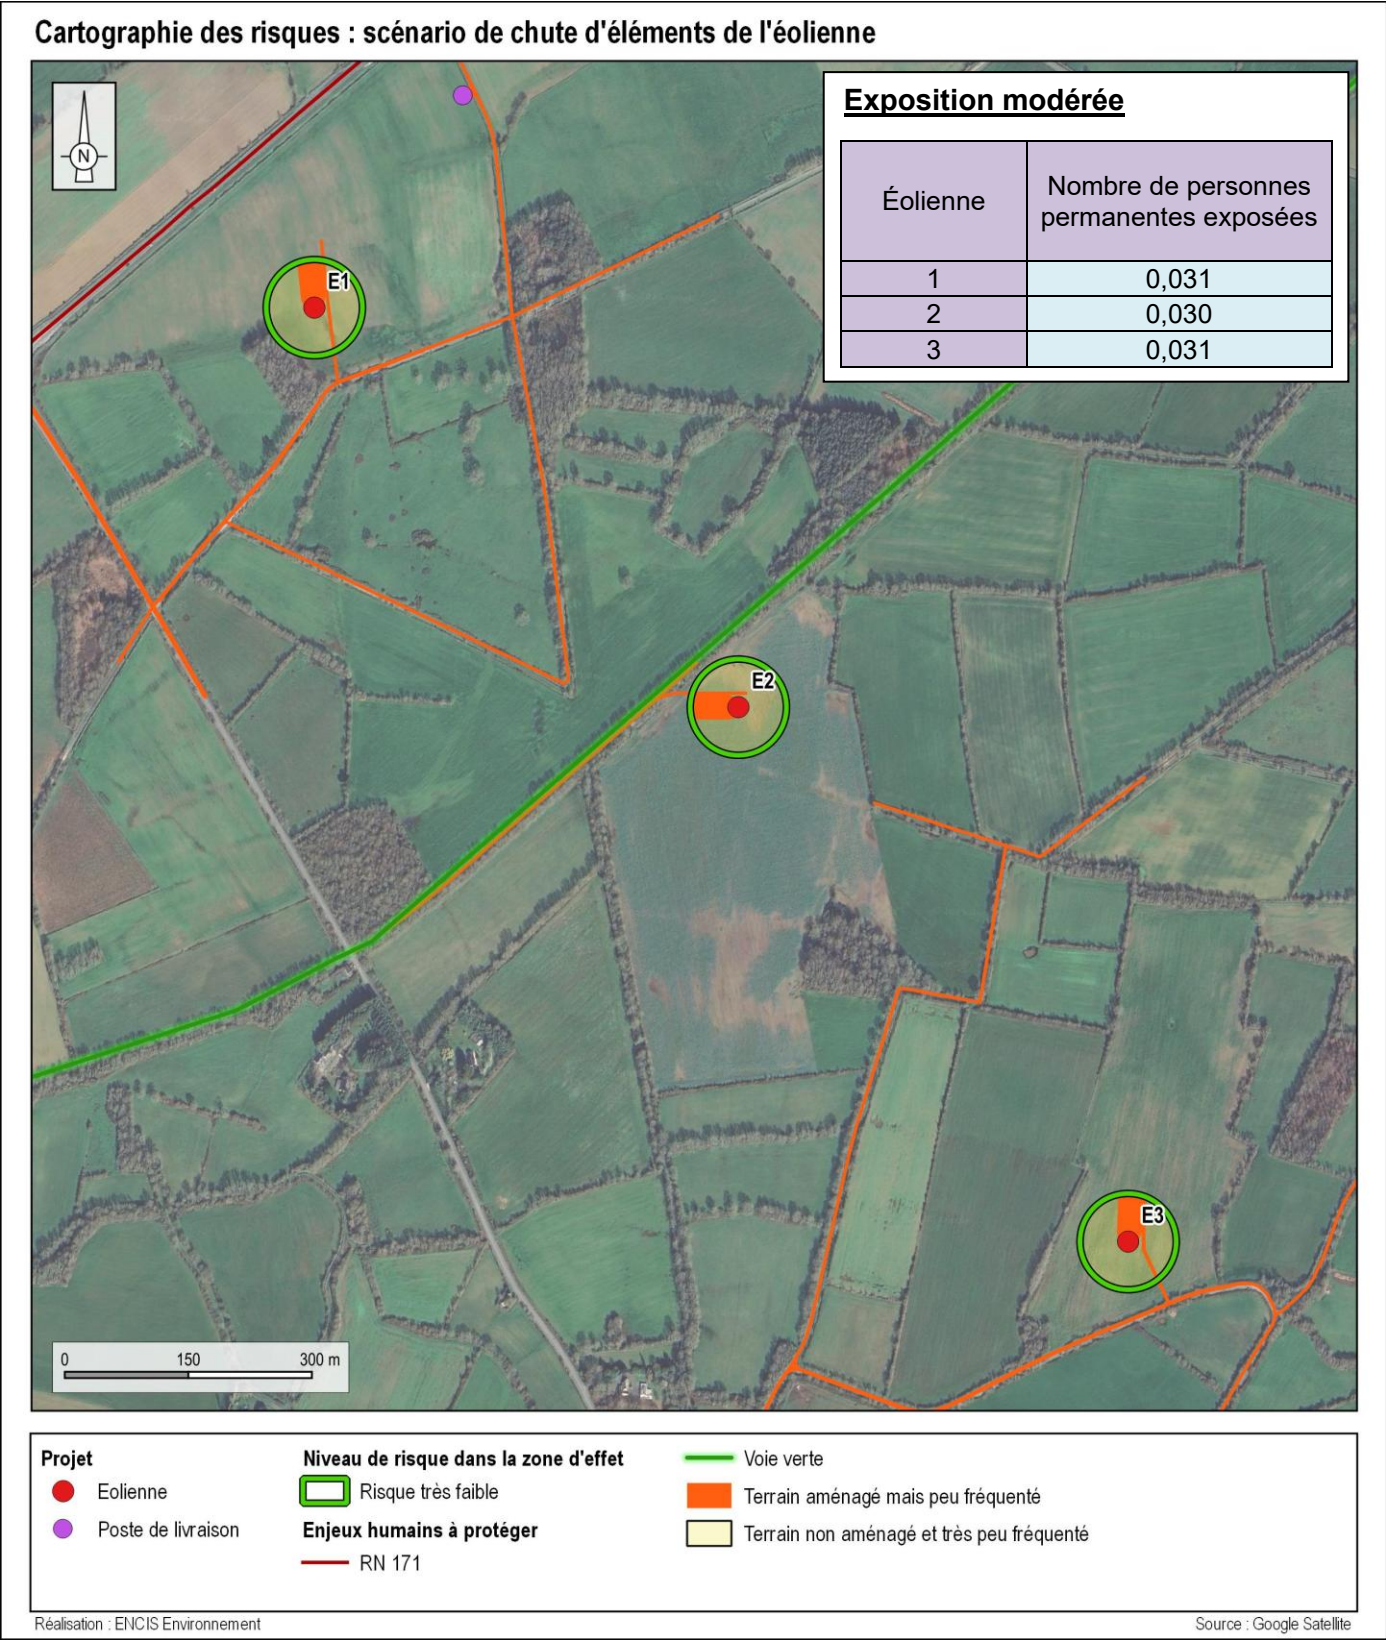 Cartographie des risques : scénario de chute d'éléments de l'éolienne
N
Exposition modérée
Éolienne
Nombre de personnes
permanentes exposées
1 0,031
2 0,030
3 0,031
E1
E2
E3
0 150 300 m
Projet
Eolienne
Poste de livraison
Niveau de risque dans la zone d'effet
Risque très faible
Enjeux humains à protéger
RN 171
Voie verte
Terrain aménagé mais peu fréquenté
Terrain non aménagé et très peu fréquenté
Réalisation : ENCIS Environnement
Source : Google Satellite